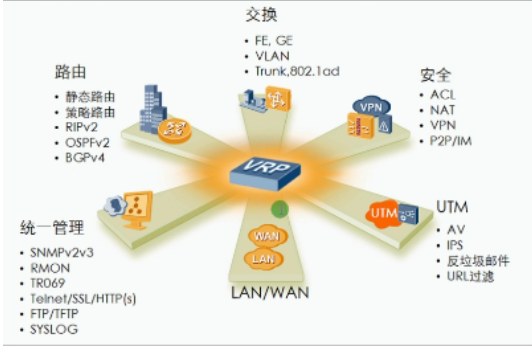 交换
• FE, GE
• VLAN
• Trunk,802.1ad
路由
• 静态路由
• 策略路由
• RIPv2
• OSPFv2
• BGPv4
安全
• ACL
• NAT
• VPN
• P2P/IM
VPN
VRP
统一管理
• SNMPv2v3
• RMON
• TR069
• Telnet/SSL/HTTP(s)
• FTP/TFTP
• SYSLOG
WAN
LAN
LAN/WAN
UTM
UTM
• AV
• IPS
• 反垃圾邮件
• URL过滤